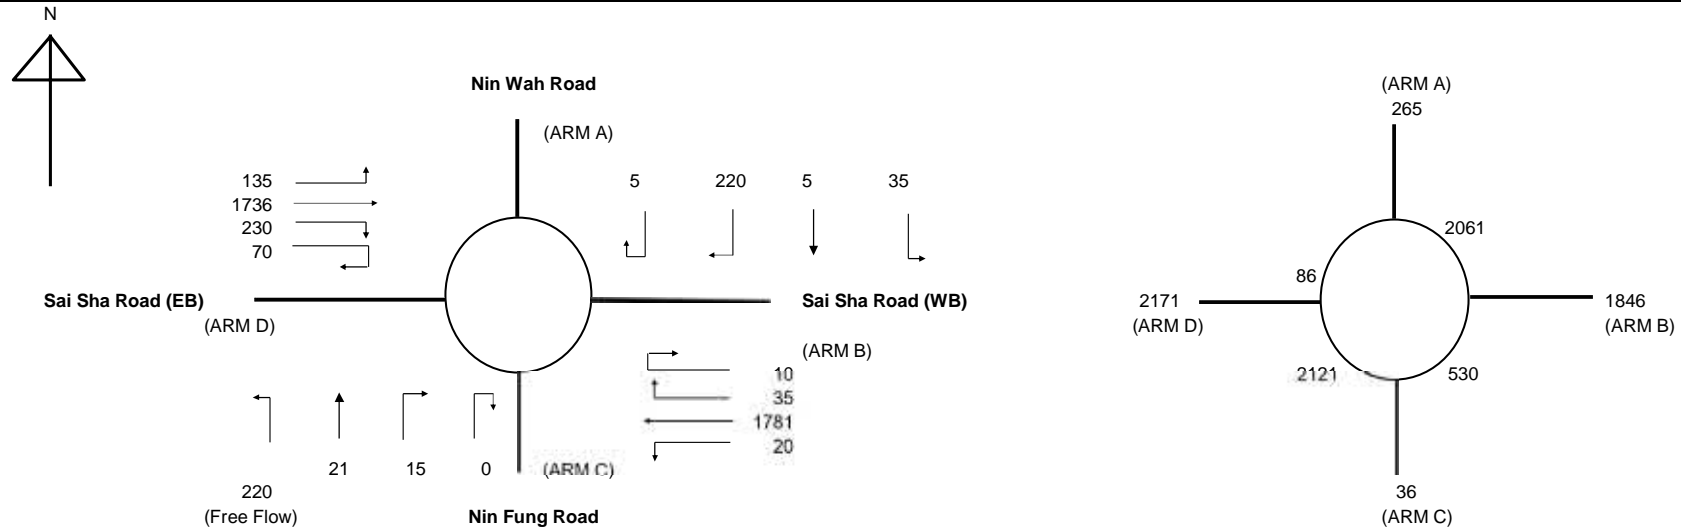 N
Nin Wah Road
(ARM A)
135
1736
230
70
5 220 5 35
Sai Sha Road (EB)
(ARM D)
Sai Sha Road (WB)
(ARM B)
10
35
1781
20
21 15 0
(ARM C)
220
(Free Flow)
Nin Fung Road
(ARM A)
265
2061
86
2171
(ARM D)
1846
(ARM B)
2121
530
36
(ARM C)